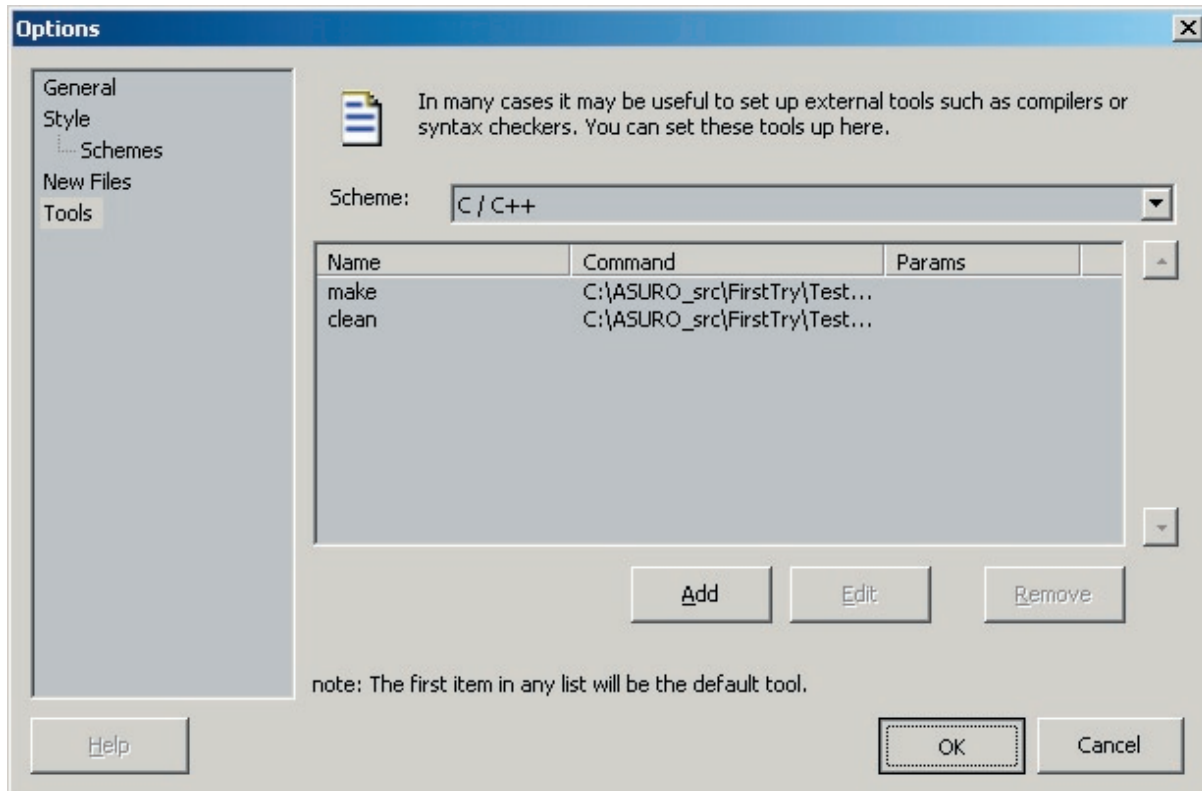 Options
General
Style
Schemes
New Files
Tools
In many cases it may be useful to set up external tools such as compilers or
syntax checkers. You can set these tools up here.
Scheme: C / C++
Name Command Params
make C:\ASURO_src\FirstTry\Test...
clean C:\ASURO_src\FirstTry\Test...
Add Edit Remove
note: The first item in any list will be the default tool.
Help OK Cancel